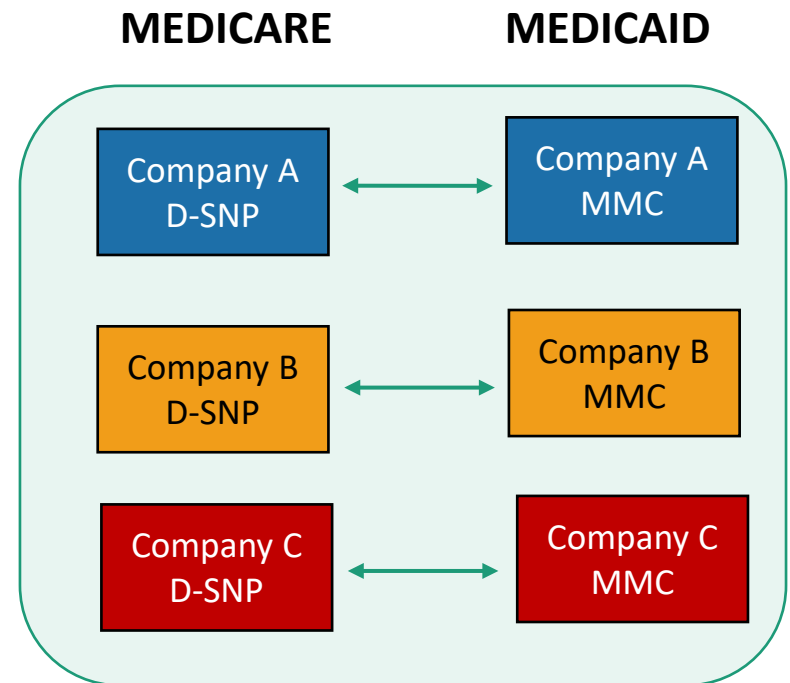 MEDICARE
MEDICAID
Company A
D-SNP
Company A
MMC
Company B
D-SNP
Company B
MMC
Company C
D-SNP
Company C
MMC